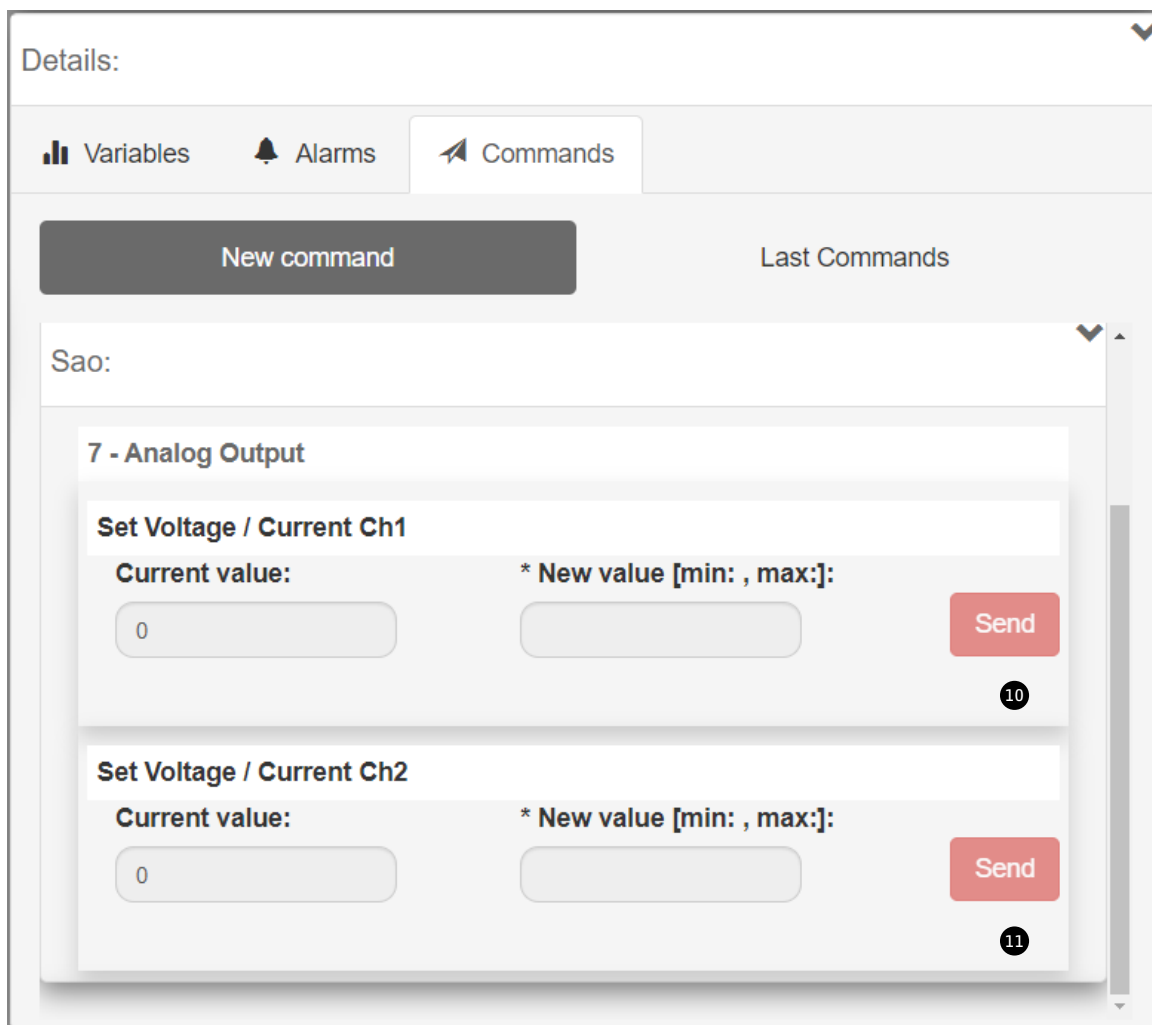 Details:
Variables Alarms Commands
New command Last Commands
Sao:
7 - Analog Output
Set Voltage / Current Ch1
Current value: * New value [min: , max:]:
0 Send
10
Set Voltage / Current Ch2
Current value: * New value [min: , max:]:
0 Send
11